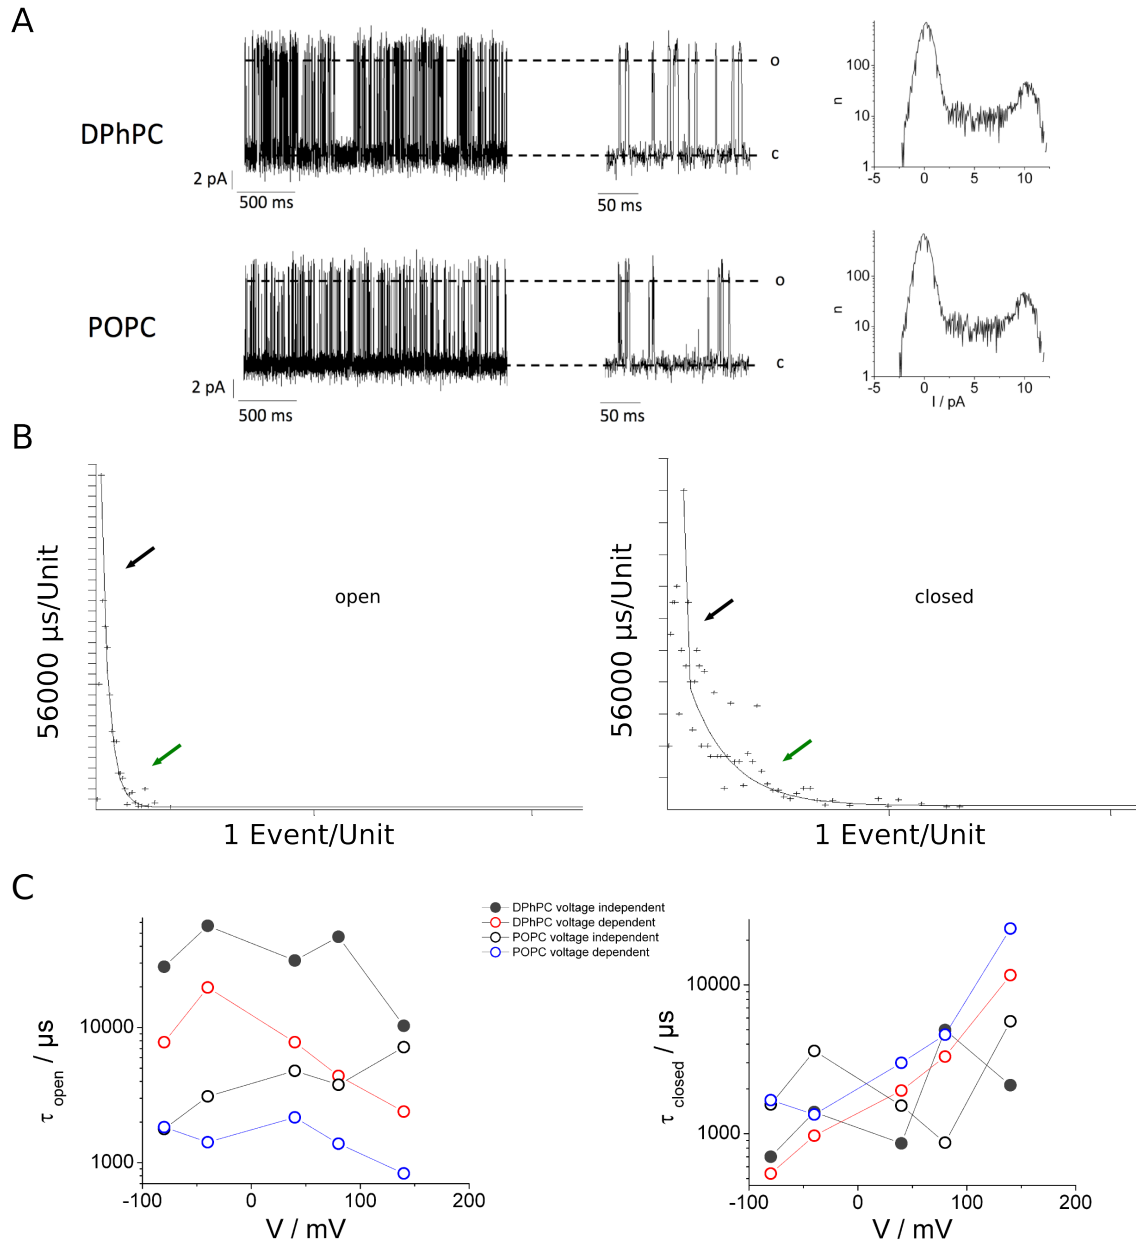 A
DPhPC
2 pA
500 ms
50 ms
o
c
n
100
10
1
-5 0 5 10
POPC
2 pA
500 ms
50 ms
o
c
n
100
10
1
-5 0 5 10
I / pA
B
56000 µs/Unit
open
1 Event/Unit
56000 µs/Unit
closed
1 Event/Unit
C
DPhPC voltage independent
DPhPC voltage dependent
POPC voltage independent
POPC voltage dependent
τ open / µs
10000
1000
-100 0 100 200
V / mV
τ closed / µs
10000
1000
-100 0 100 200
V / mV